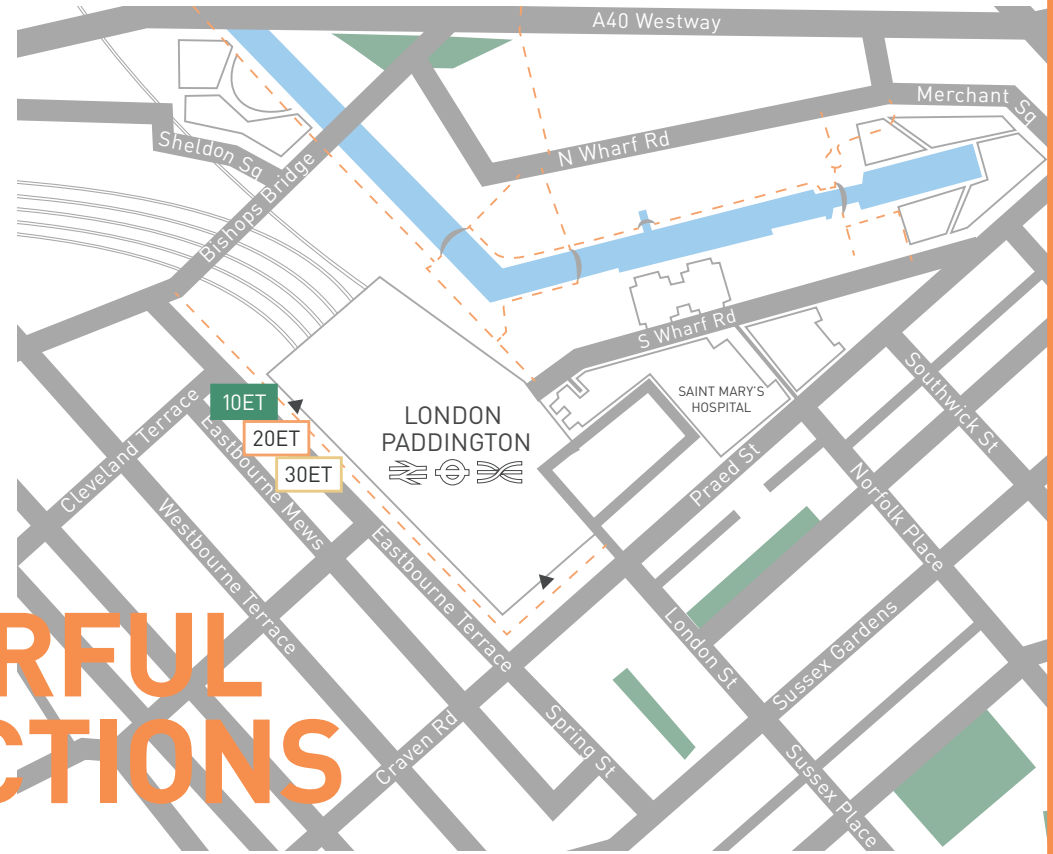 A40 Westway
Merchant Sq
N Wharf Rd
Sheldon Sq
Bishops Bridge
S Wharf Rd
SAINT MARY'S
HOSPITAL
Southwick St
10ET
20ET
30ET
LONDON
PADDINGTON
Cleveland Terrace
Eastbourne Mews
Westbourne Terrace
Eastbourne Terrace
Praed St
Norfolk Place
London St
Sussex Gardens
Spring St
Craven Rd
Sussex Place
RFUL
CTIONS